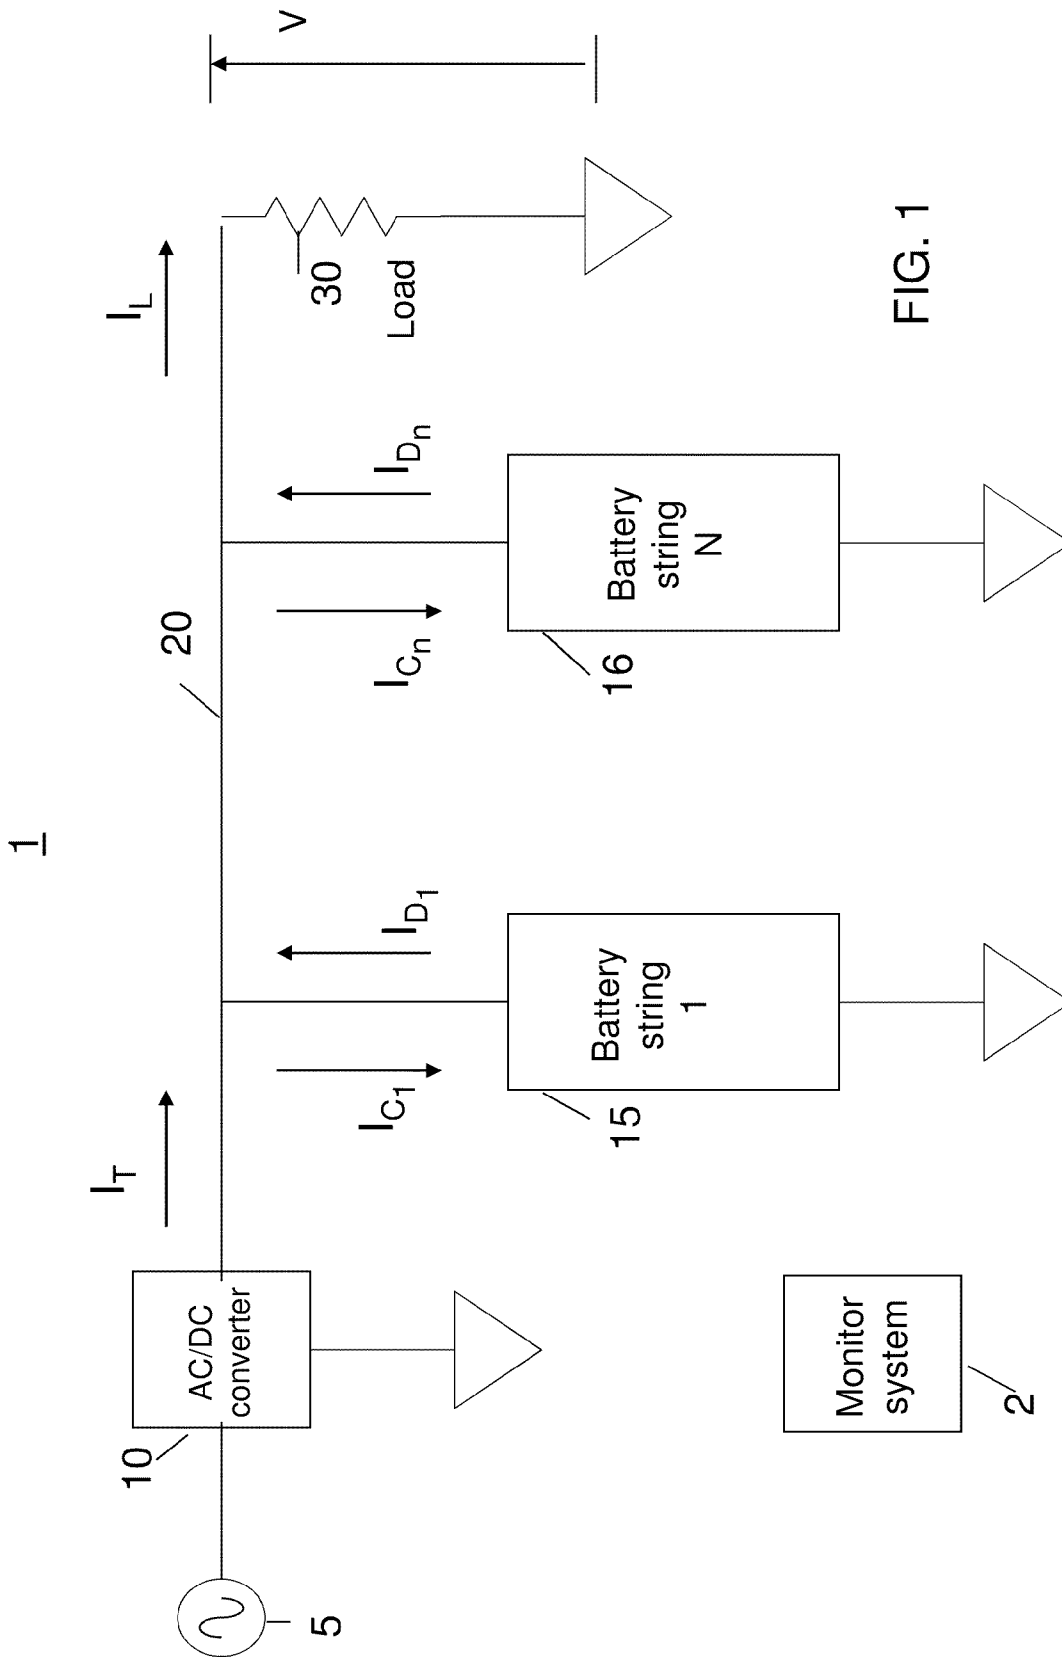 1
I_T
I_L
20
V
10
AC/DC
converter
5
30
Load
I_C1
I_D1
I_Cn
I_Dn
15
Battery
string
1
16
Battery
string
N
Monitor
system
2
FIG. 1